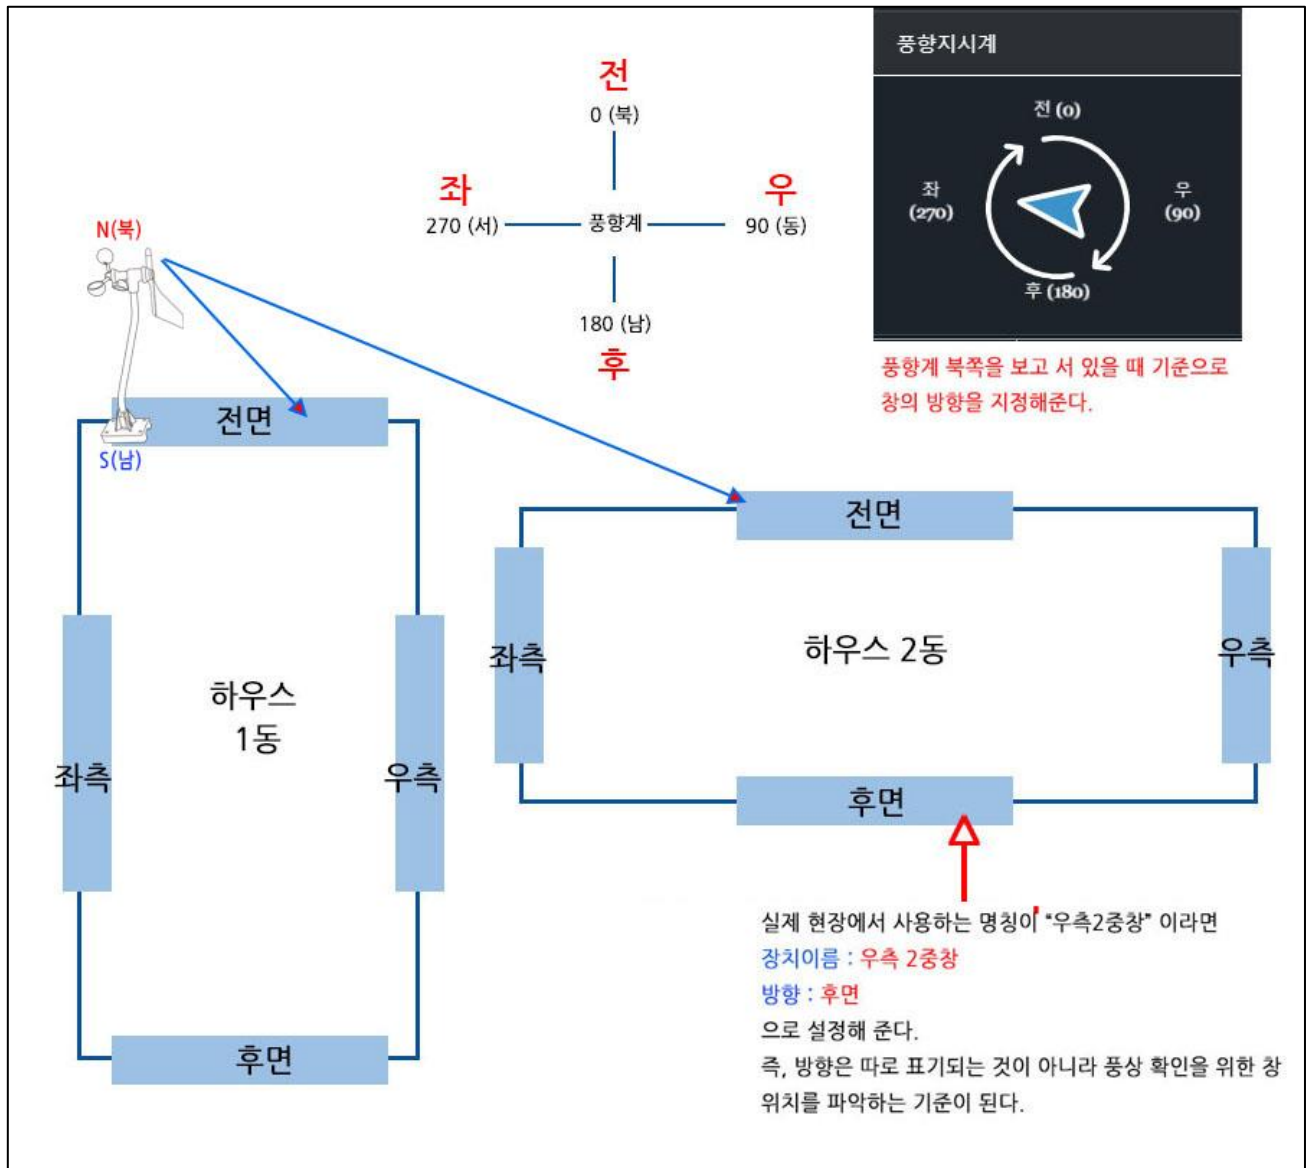 전
0 (북)
좌
270 (서)
풍향계
우
90 (동)
180 (남)
후
풍향지시계
전 (0)
좌
(270)
우
(90)
후 (180)
풍향계 북쪽을 보고 서 있을 때 기준으로
창의 방향을 지정해준다.
N(북)
S(남)
전면
좌측
하우스
1동
우측
후면
전면
좌측
하우스 2동
우측
후면
실제 현장에서 사용하는 명칭이 “우측2중창” 이라면
장치이름 : 우측 2중창
방향 : 후면
으로 설정해 준다.
즉, 방향은 따로 표기되는 것이 아니라 풍상 확인을 위한 창
위치를 파악하는 기준이 된다.